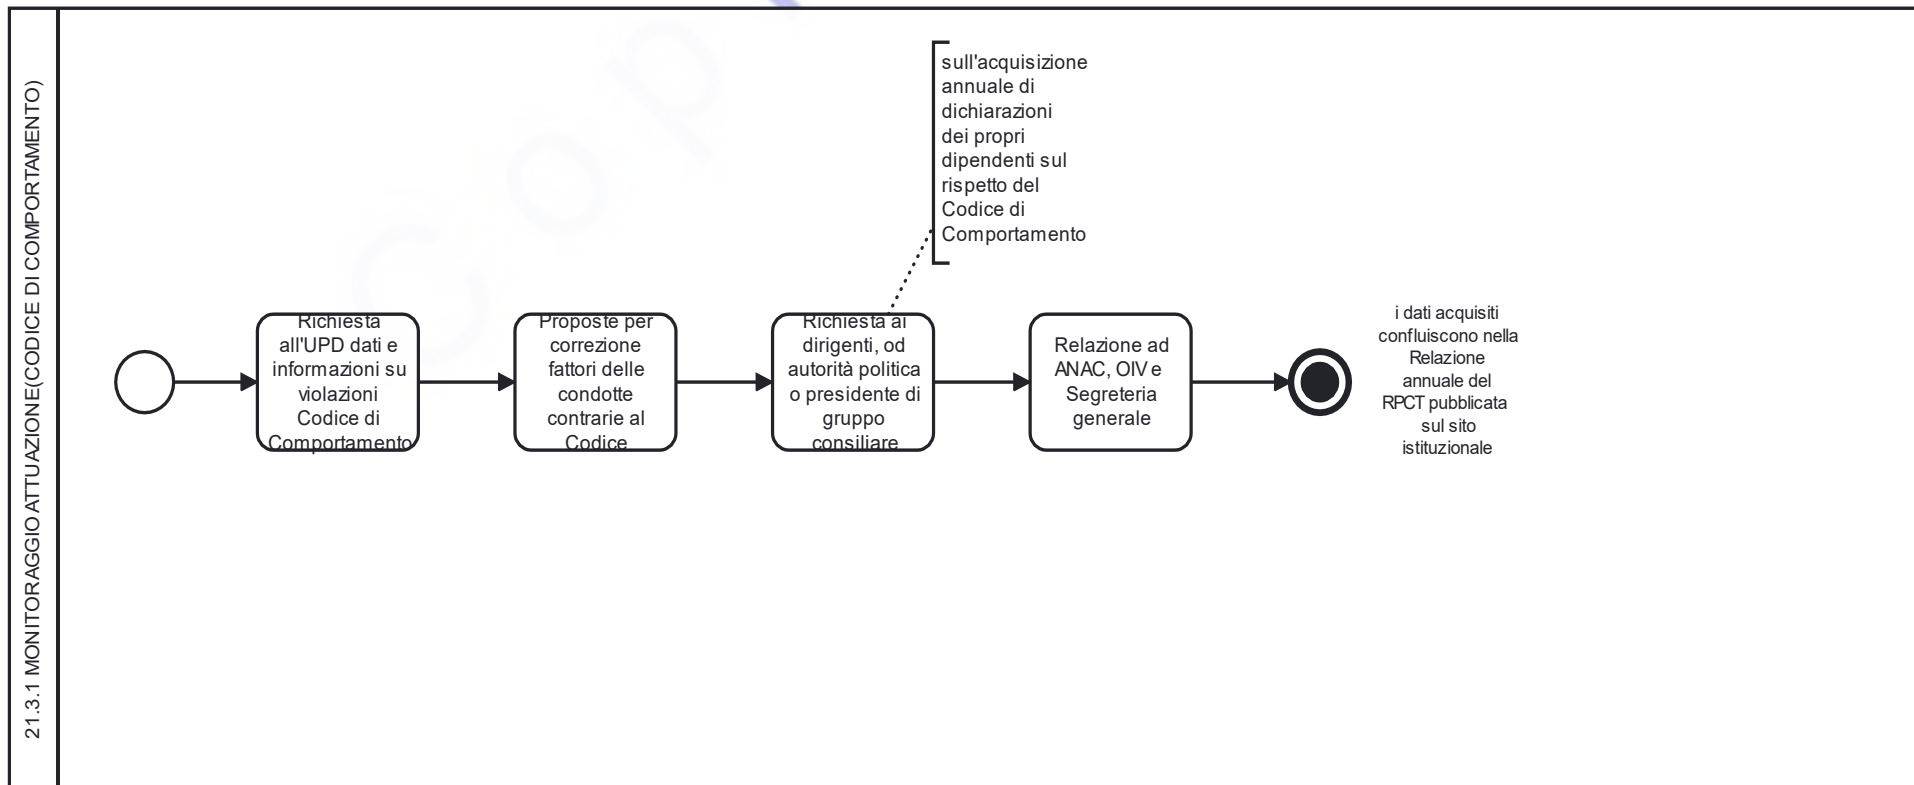 21.3.1 MONITORAGGIO ATTUAZIONE(CODICE DI COMPORTAMENTO)
sull'acquisizione
annuale di
dichiarazioni
dei propri
dipendenti sul
rispetto del
Codice di
Comportamento
Richiesta
all'UPD dati e
informazioni su
violazioni
Codice di
Comportamento
Proposte per
correzione
fattori delle
condotte
contrarie al
Codice
Richiesta ai
dirigenti, od
autorità politica
o presidente di
gruppo
consiliare
Relazione ad
ANAC, OIV e
Segreteria
generale
i dati acquisiti
confluiscono nella
Relazione
annuale del
RPCT pubblicata
sul sito
istituzionale